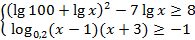 {(lg 100 + lg x)² − 7 lg x ≥ 8
log₀,₂(x − 1)(x + 3) ≥ −1